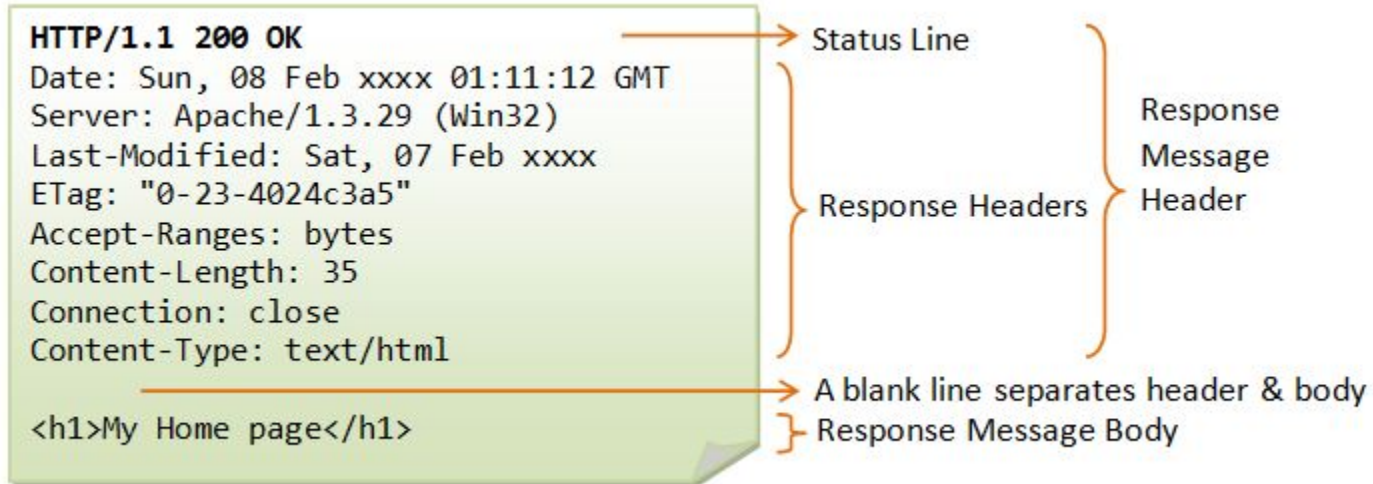 HTTP/1.1 200 OK
Date: Sun, 08 Feb xxxx 01:11:12 GMT
Server: Apache/1.3.29 (Win32)
Last-Modified: Sat, 07 Feb xxxx
ETag: "0-23-4024c3a5"
Accept-Ranges: bytes
Content-Length: 35
Connection: close
Content-Type: text/html
<h1>My Home page</h1>
Status Line
Response Headers
Response
Message
Header
A blank line separates header & body
Response Message Body